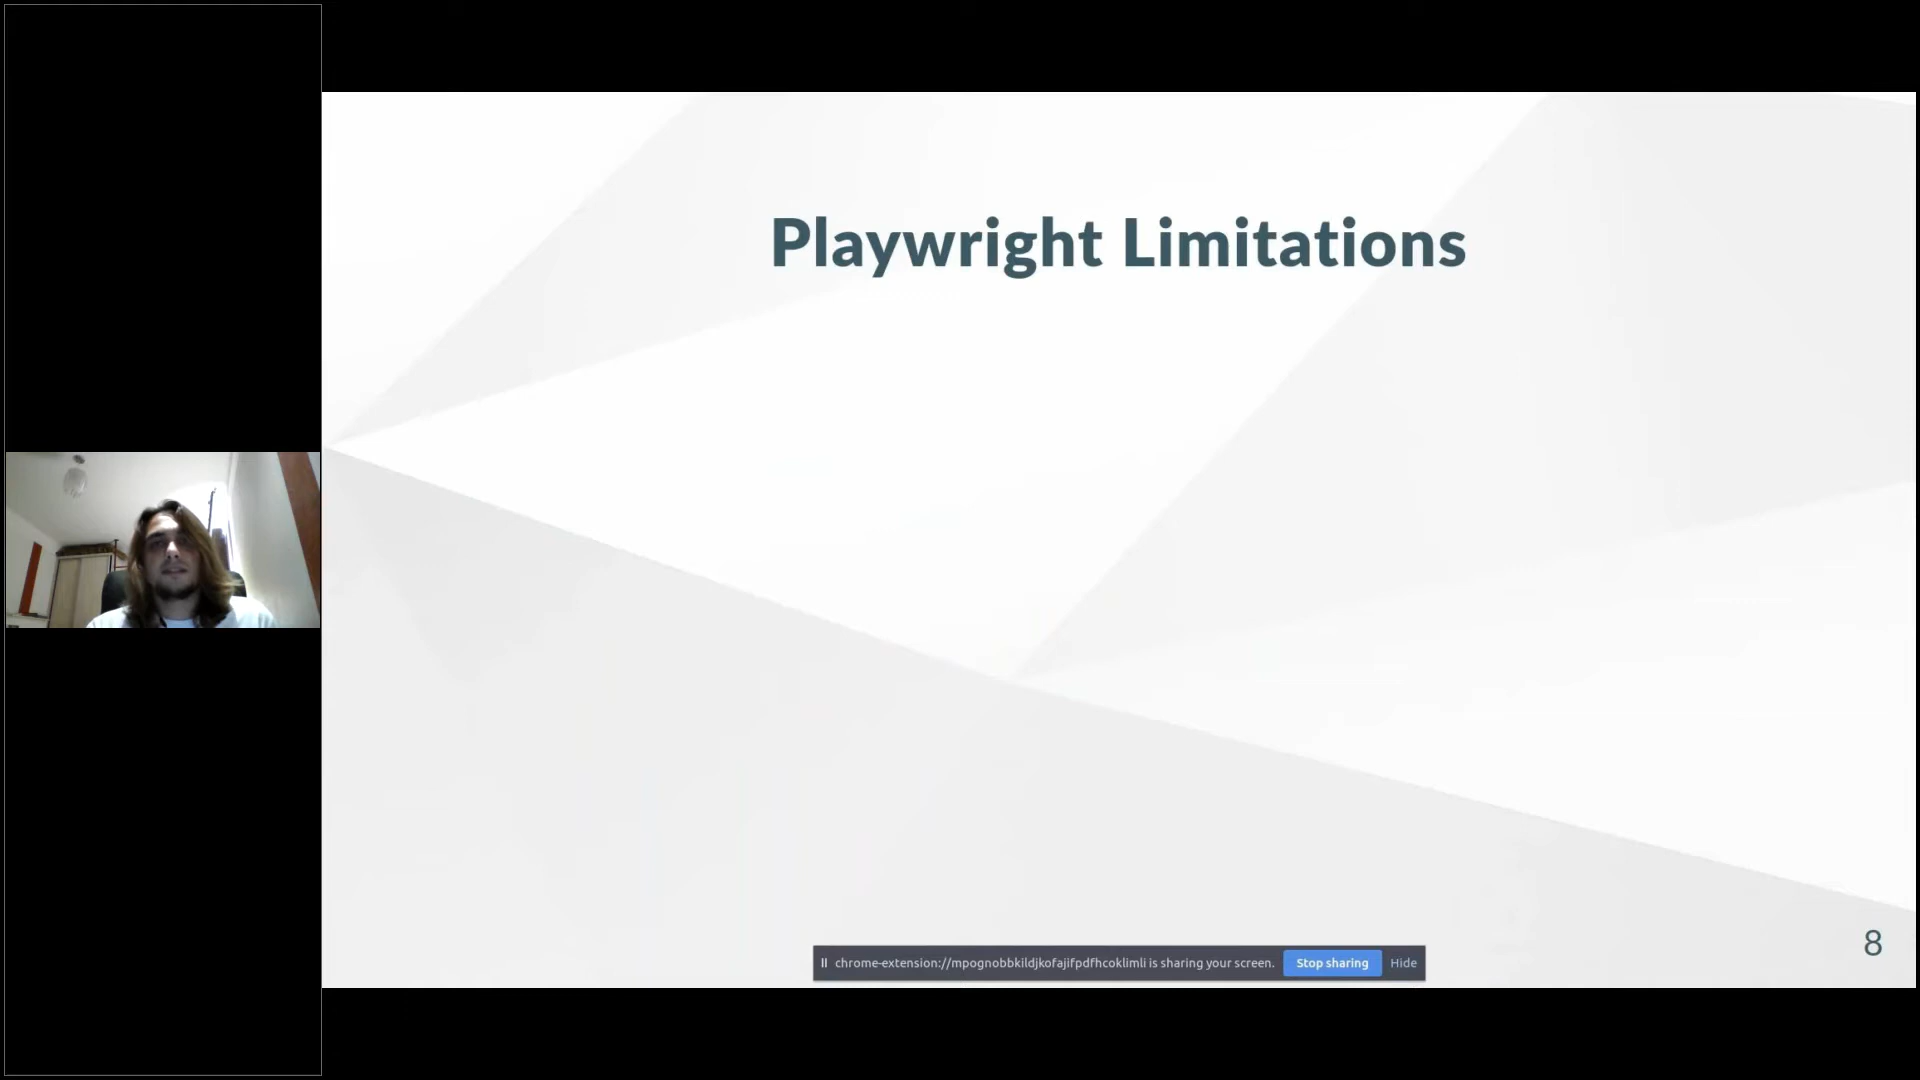 Playwright Limitations
chrome-extension://mpognobbkildjkofajifpdfhcoklimli is sharing your screen. Stop sharing Hide
8